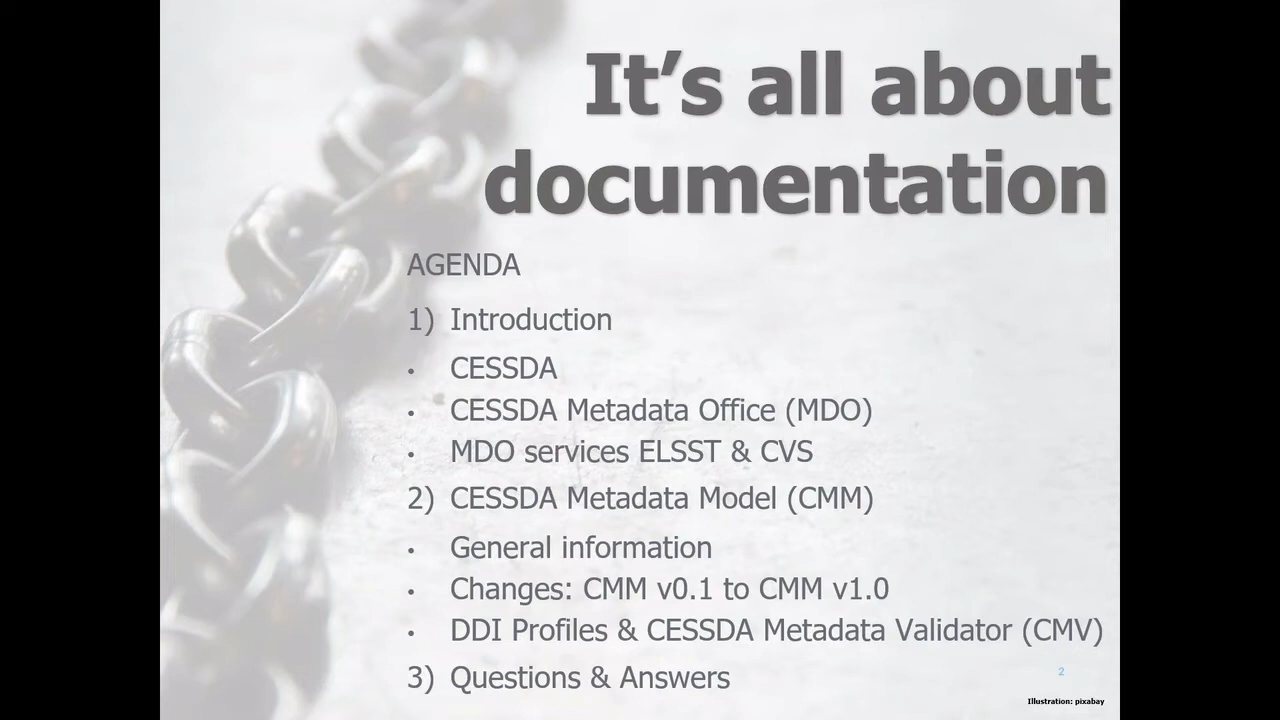 It’s all about
documentation
AGENDA
1) Introduction
• CESSDA
• CESSDA Metadata Office (MDO)
• MDO services ELSST & CVS
2) CESSDA Metadata Model (CMM)
• General information
• Changes: CMM v0.1 to CMM v1.0
• DDI Profiles & CESSDA Metadata Validator (CMV)
3) Questions & Answers
2
Illustration: pixabay